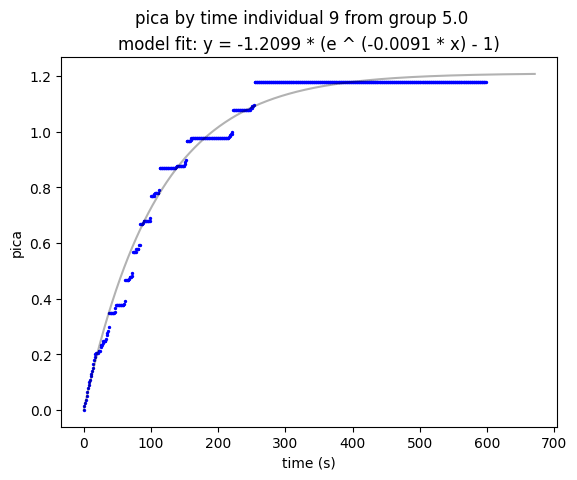 pica by time individual 9 from group 5.0
model fit: y = -1.2099 * (e ^ (-0.0091 * x) - 1)
1.2
1.0
0.8
0.6
0.4
0.2
0.0
pica
0 100 200 300 400 500 600 700
time (s)